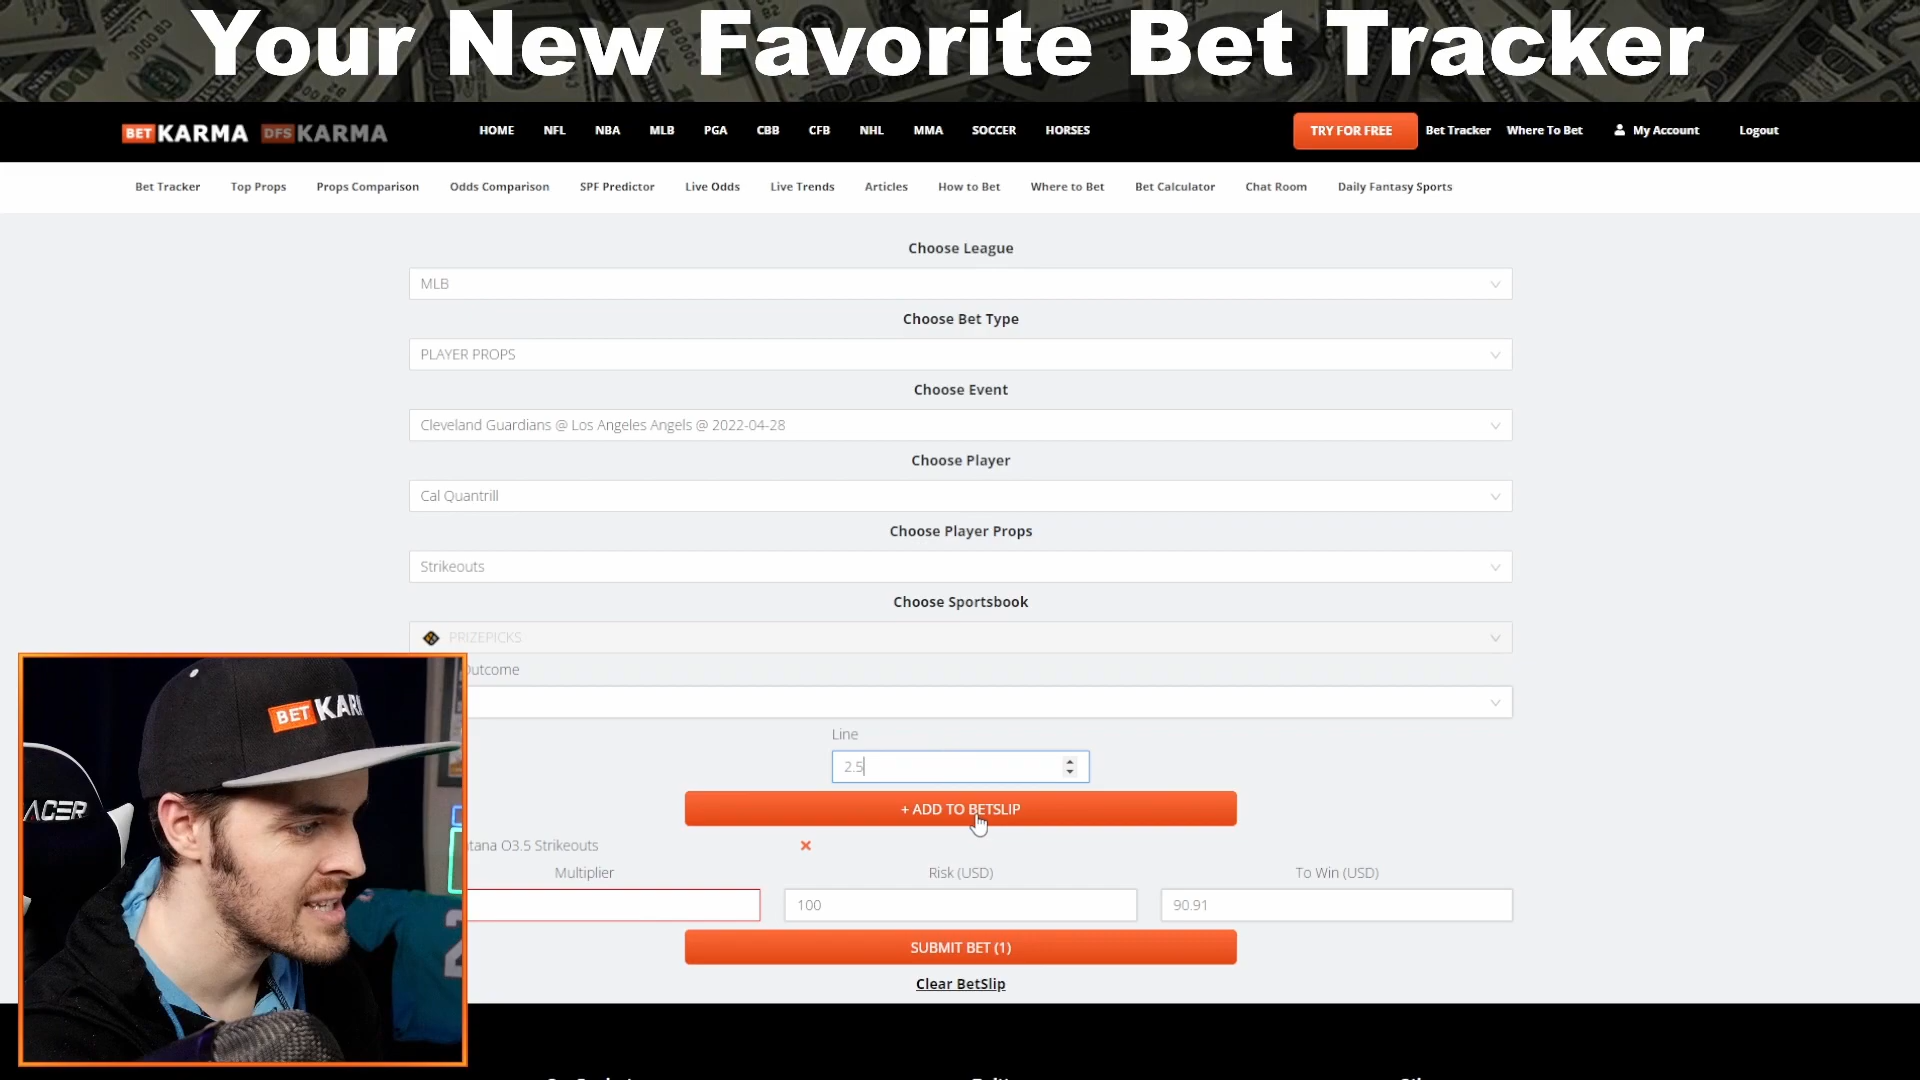 Your New Favorite Bet Tracker
BET KARMA DFS KARMA HOME NFL NBA MLB PGA CBB CFB NHL MMA SOCCER HORSES TRY FOR FREE Bet Tracker Where To Bet My Account Logout
Bet Tracker Top Props Props Comparison Odds Comparison SPF Predictor Live Odds Live Trends Articles How to Bet Where to Bet Bet Calculator Chat Room Daily Fantasy Sports
Choose League
MLB
Choose Bet Type
PLAYER PROPS
Choose Event
Cleveland Guardians @ Los Angeles Angels @ 2022-04-28
Choose Player
Cal Quantrill
Choose Player Props
Strikeouts
Choose Sportsbook
PRIZEPICKS
Outcome
Line
2.5
+ ADD TO BETSLIP
tana O3.5 Strikeouts
Multiplier Risk (USD) To Win (USD)
100 90.91
SUBMIT BET (1)
Clear BetSlip
BET KAR
ACER